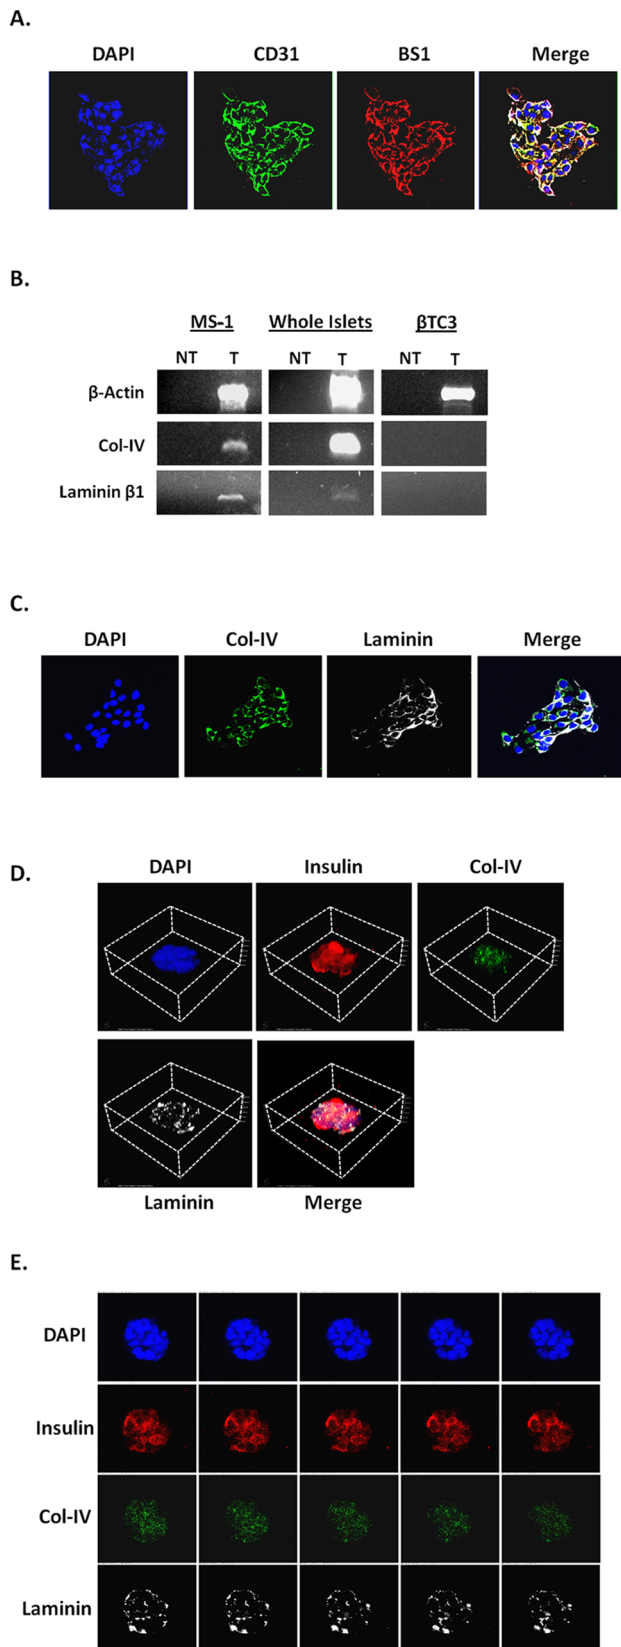 A.
DAPI CD31 BS1 Merge
B.
MS-1 Whole Islets βTC3
NT T NT T NT T
β-Actin
Col-IV
Laminin β1
C.
DAPI Col-IV Laminin Merge
D.
DAPI Insulin Col-IV
Laminin Merge
E.
DAPI
Insulin
Col-IV
Laminin